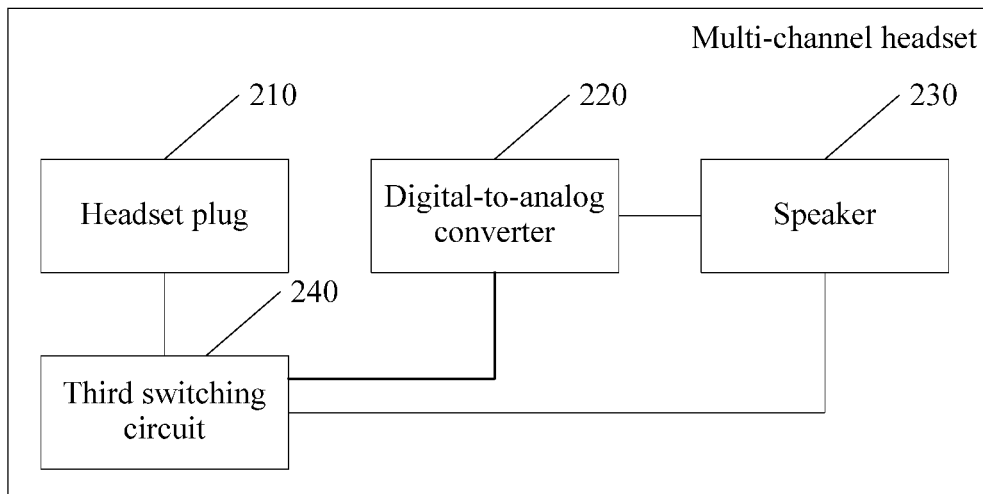 Multi-channel headset
210
220
230
Headset plug
Digital-to-analog
converter
Speaker
240
Third switching
circuit